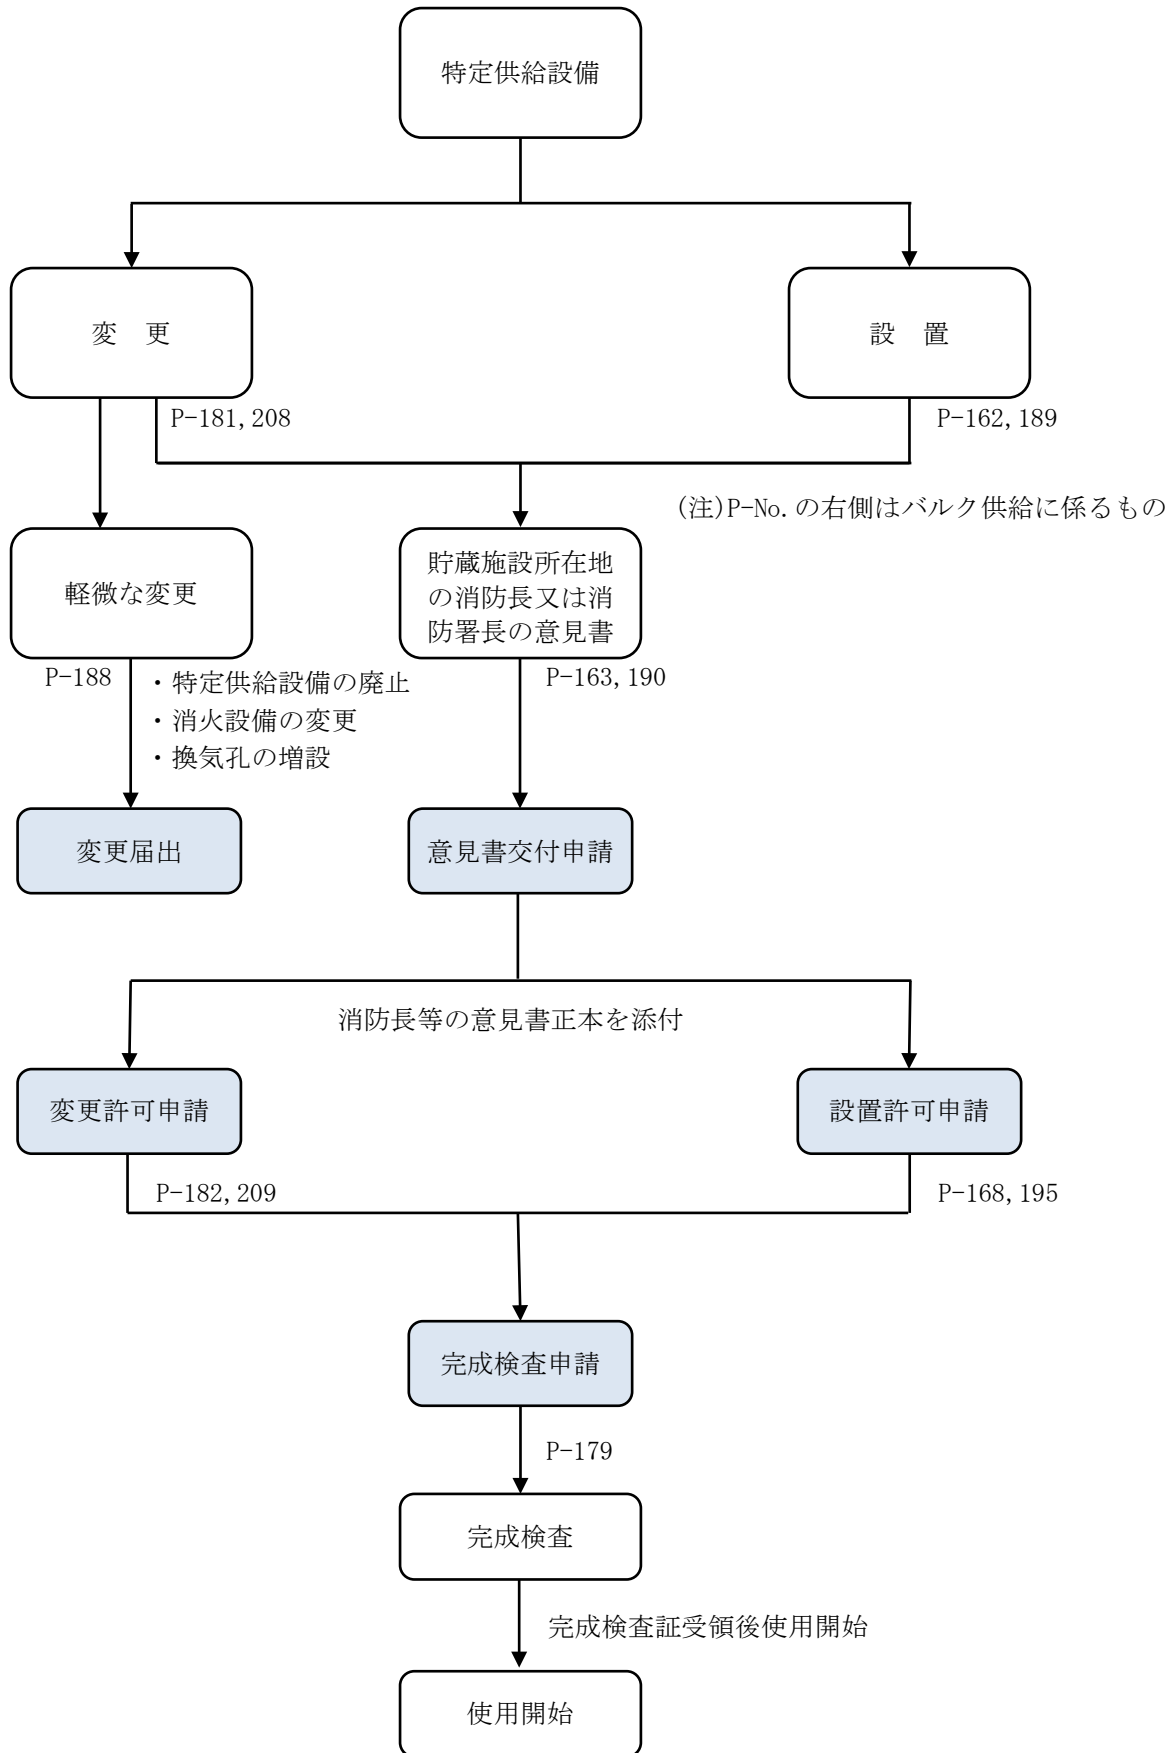 特定供給設備
変　更
設　置
P-181,208
P-162,189
(注)P-No.の右側はバルク供給に係るもの
軽微な変更
貯蔵施設所在地
の消防長又は消
防署長の意見書
P-188
・特定供給設備の廃止
・消火設備の変更
・換気孔の増設
P-163,190
変更届出
意見書交付申請
消防長等の意見書正本を添付
変更許可申請
設置許可申請
P-182,209
P-168,195
完成検査申請
P-179
完成検査
完成検査証受領後使用開始
使用開始